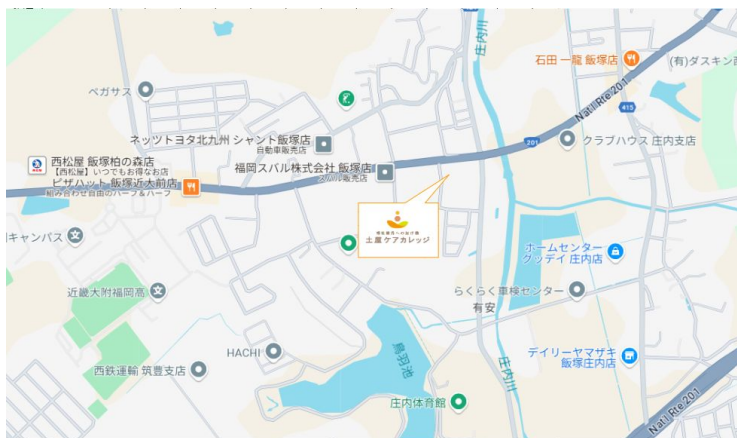 庄内川
石田 一龍 飯塚店
(有)ダスキン
Nat'l Rte 201
415
ペガサス
ネッツトヨタ北九州 シャント飯塚店
自動車販売店
201
クラブハウス 庄内支店
西松屋 飯塚柏の森店
【西松屋】いつでもお得なお店
福岡スバル株式会社 飯塚店
スバル販売店
ピザハット 飯塚近大前店
組み合わせ自由のハーフ&ハーフ
土屋ケアカレッジ
キャンパス
ホームセンター
グッデイ 庄内店
近畿大附福岡高
らくらく車検センター
有安
鳥羽池
庄内川
HACHI
デイリーヤマザキ
飯塚庄内店
西鉄運輸 筑豊支店
庄内体育館
Nat'l Rte 201